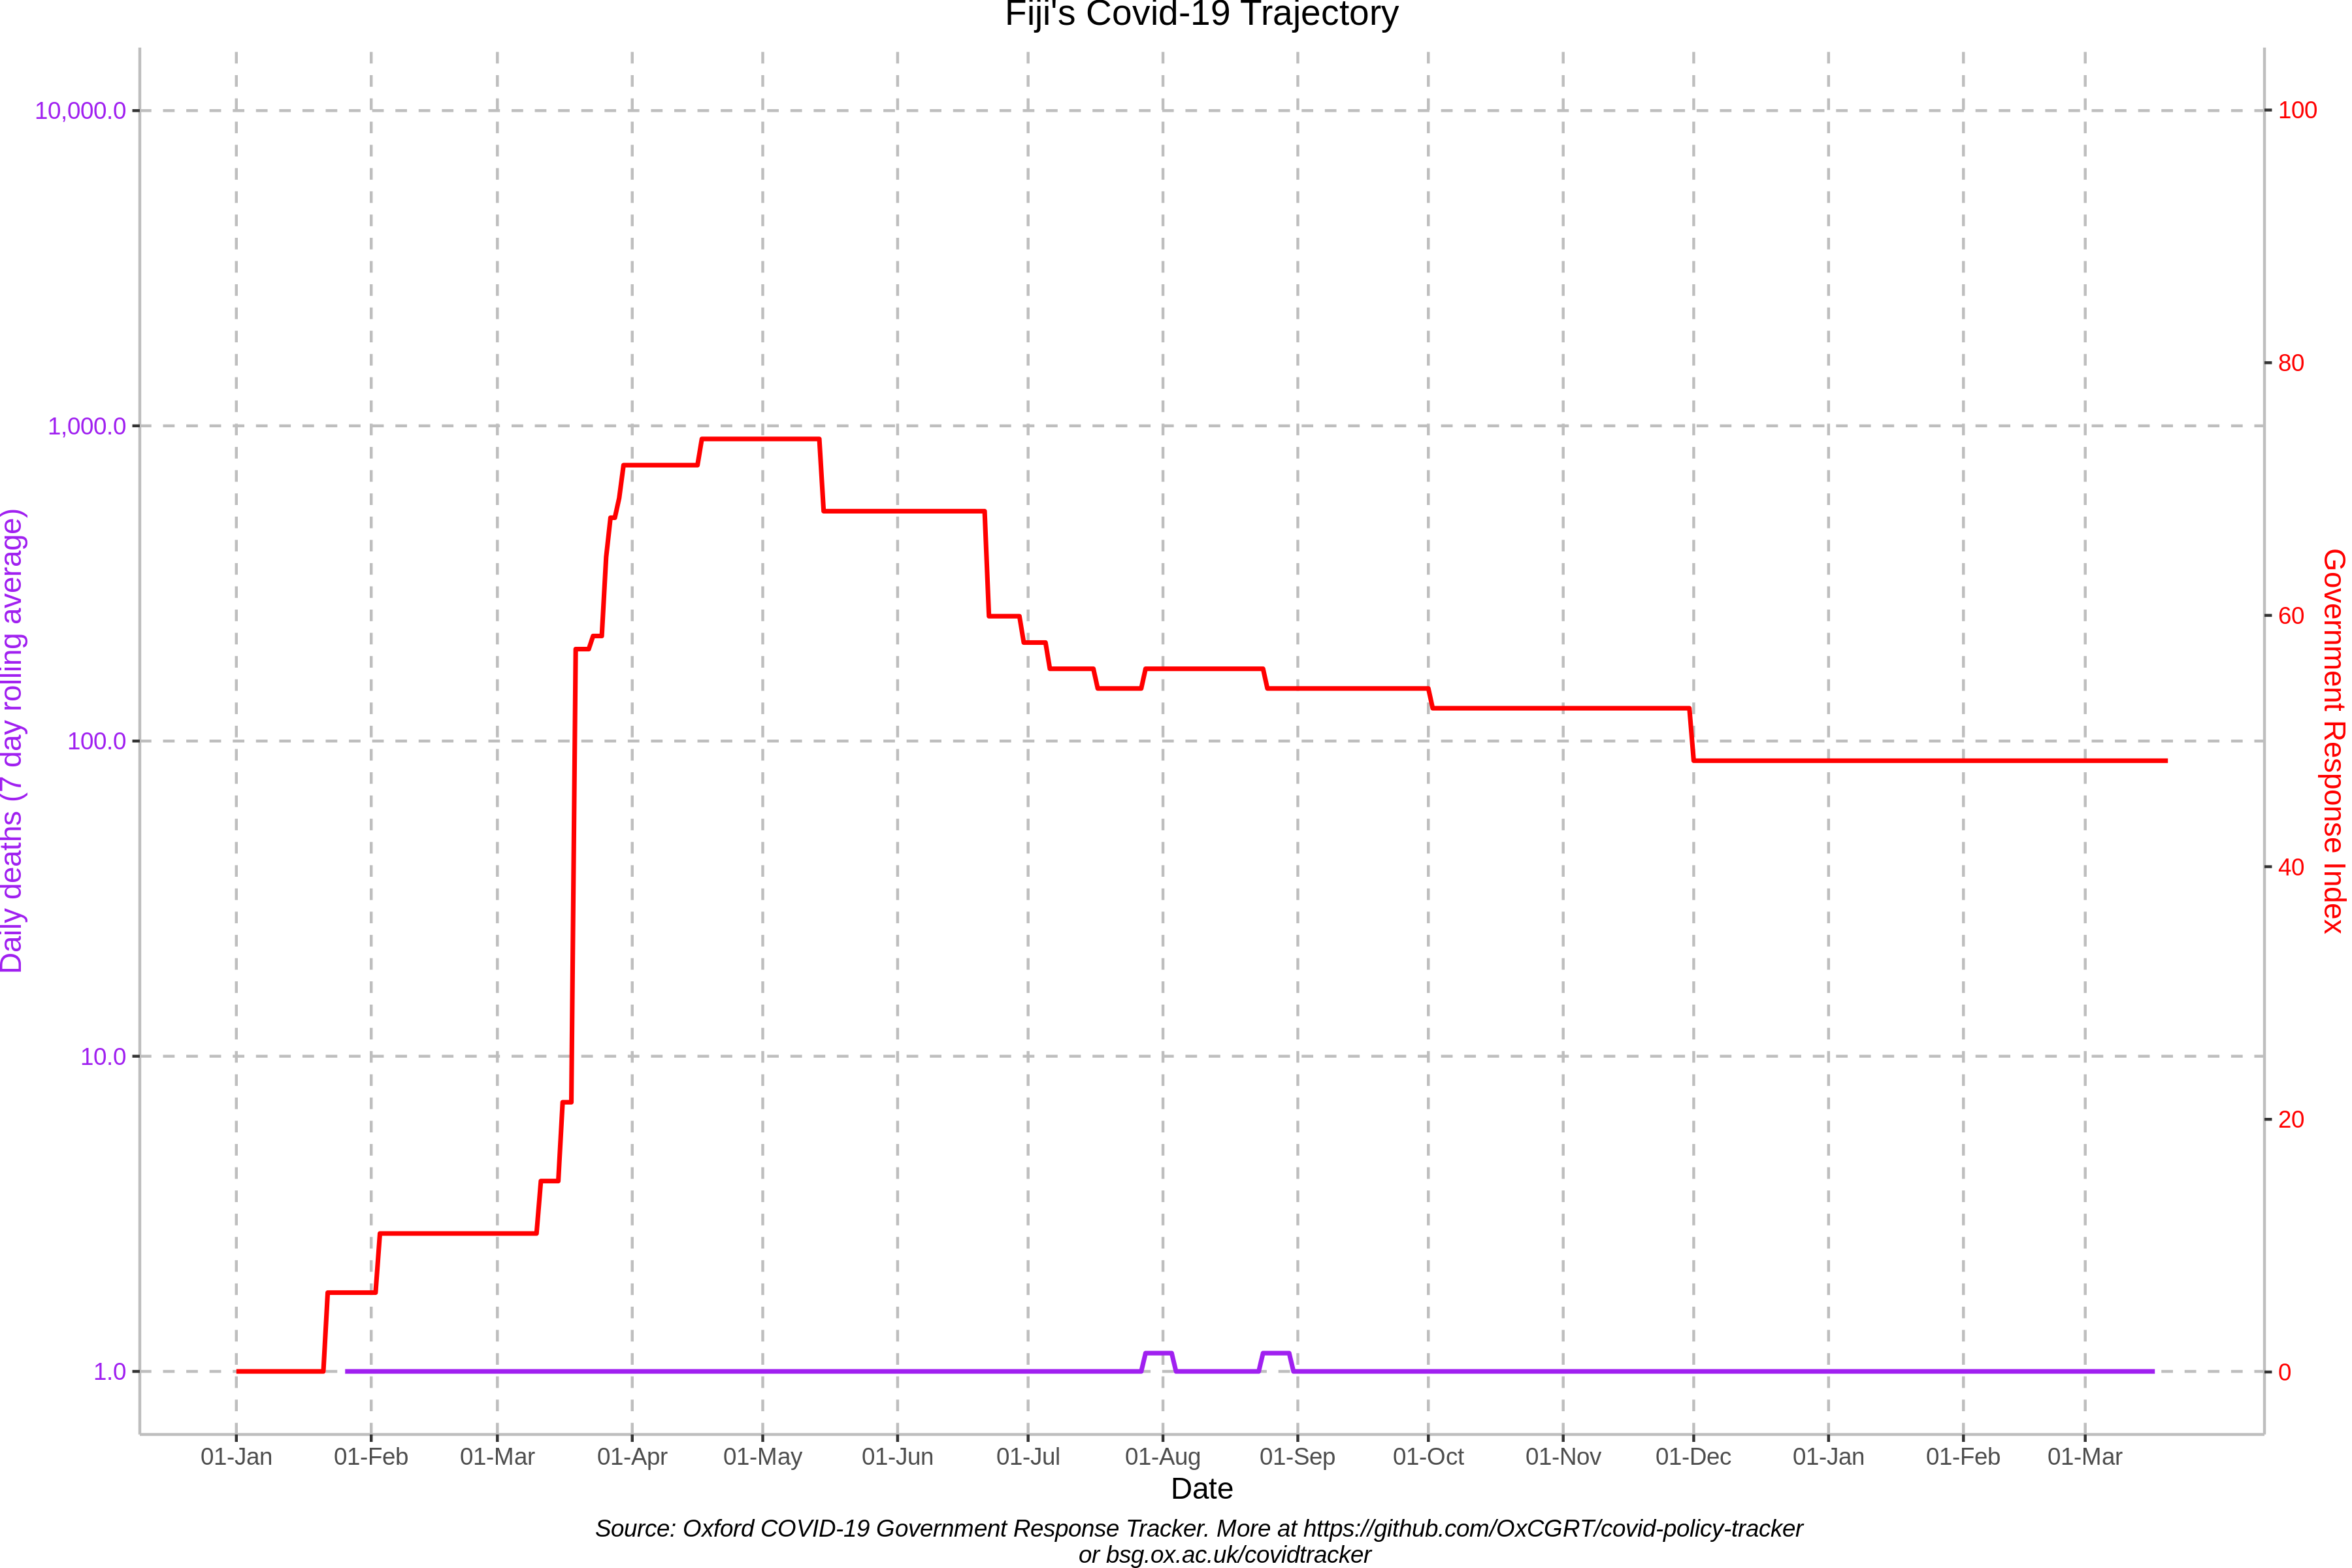 Fiji's Covid-19 Trajectory
10,000.0
1,000.0
100.0
10.0
1.0
Daily deaths (7 day rolling average)
100
80
60
40
20
0
Government Response Index
01-Jan 01-Feb 01-Mar 01-Apr 01-May 01-Jun 01-Jul 01-Aug 01-Sep 01-Oct 01-Nov 01-Dec 01-Jan 01-Feb 01-Mar
Date
Source: Oxford COVID-19 Government Response Tracker. More at https://github.com/OxCGRT/covid-policy-tracker
or bsg.ox.ac.uk/covidtracker